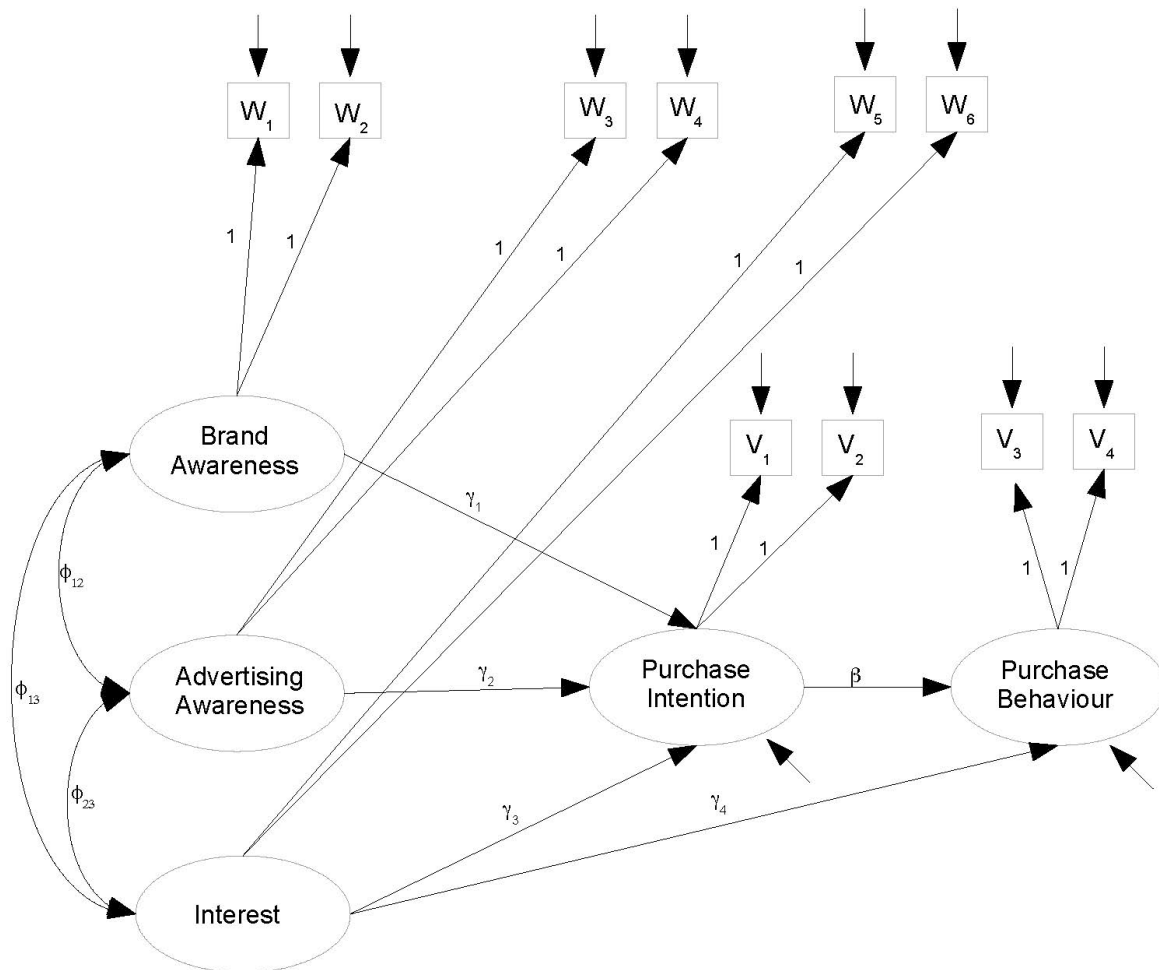 W₁
W₂
W₃
W₄
W₅
W₆
1
1
1
1
1
1
Brand
Awareness
V₁
V₂
V₃
V₄
γ₁
1
1
1
1
ϕ₁₂
Advertising
Awareness
γ₂
Purchase
Intention
β
Purchase
Behaviour
ϕ₁₃
ϕ₂₃
γ₃
γ₄
Interest